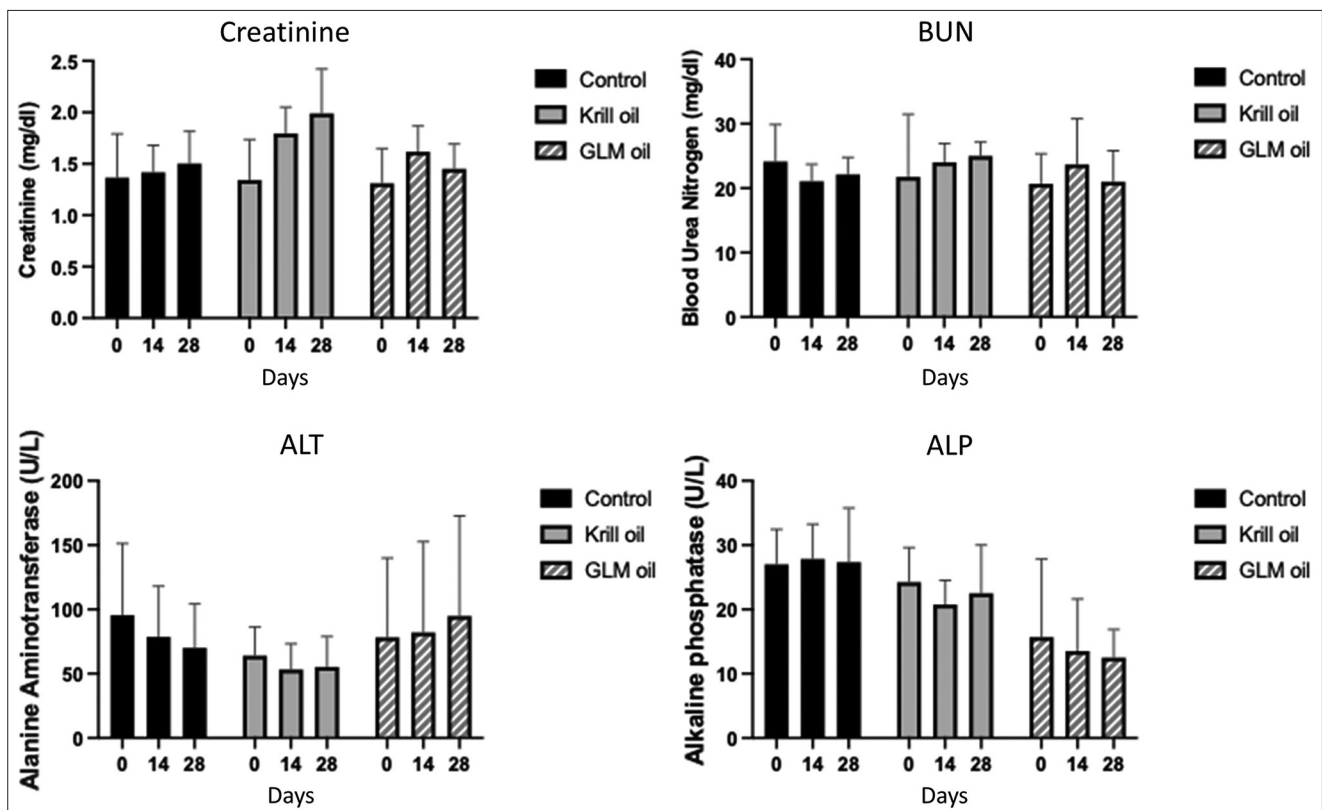 Creatinine
Creatinine (mg/dl)
2.5
2.0
1.5
1.0
0.5
0.0
0 14 28 0 14 28 0 14 28
Days
Control
Krill oil
GLM oil
BUN
Blood Urea Nitrogen (mg/dl)
40
30
20
10
0
0 14 28 0 14 28 0 14 28
Days
Control
Krill oil
GLM oil
ALT
Alanine Aminotransferase (U/L)
200
150
100
50
0
0 14 28 0 14 28 0 14 28
Days
Control
Krill oil
GLM oil
ALP
Alkaline phosphatase (U/L)
40
30
20
10
0
0 14 28 0 14 28 0 14 28
Days
Control
Krill oil
GLM oil